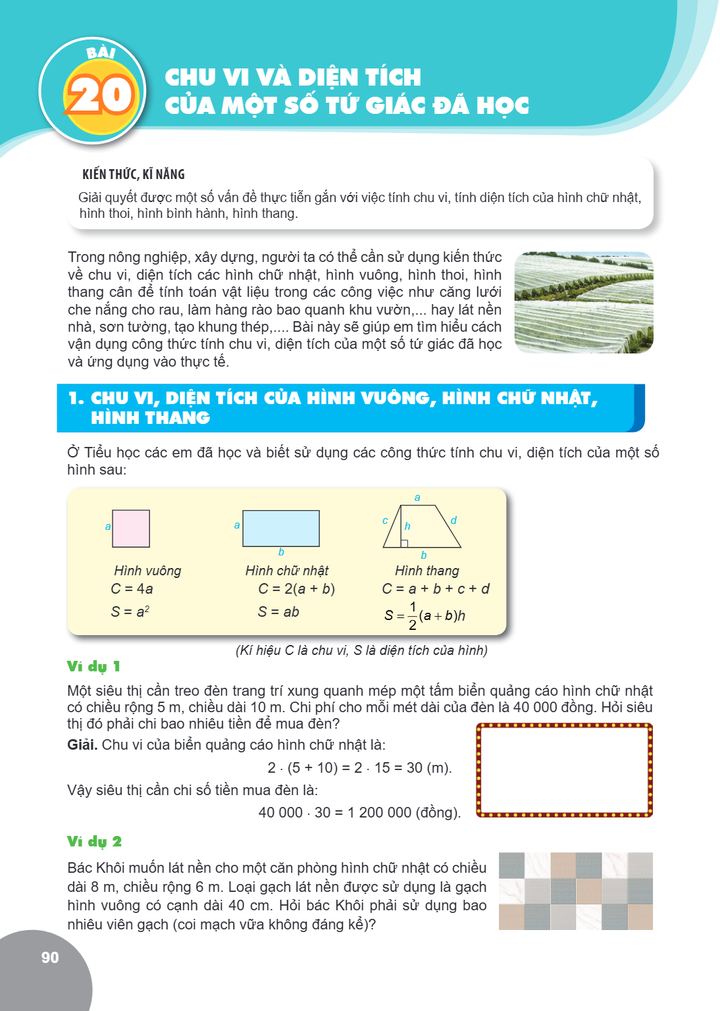 BÀI
20
CHU VI VÀ DIỆN TÍCH
CỦA MỘT SỐ TỨ GIÁC ĐÃ HỌC
KIẾN THỨC, KĨ NĂNG
Giải quyết được một số vấn đề thực tiễn gắn với việc tính chu vi, tính diện tích của hình chữ nhật,
hình thoi, hình bình hành, hình thang.
Trong nông nghiệp, xây dựng, người ta có thể cần sử dụng kiến thức
về chu vi, diện tích các hình chữ nhật, hình vuông, hình thoi, hình
thang cân để tính toán vật liệu trong các công việc như căng lưới
che nắng cho rau, làm hàng rào bao quanh khu vườn,... hay lát nền
nhà, sơn tường, tạo khung thép,.... Bài này sẽ giúp em tìm hiểu cách
vận dụng công thức tính chu vi, diện tích của một số tứ giác đã học
và ứng dụng vào thực tế.
1. CHU VI, DIỆN TÍCH CỦA HÌNH VUÔNG, HÌNH CHỮ NHẬT,
HÌNH THANG
Ở Tiểu học các em đã học và biết sử dụng các công thức tính chu vi, diện tích của một số
hình sau:
a
a
b
a
c
h
d
b
Hình vuông
C = 4a
S = a²
Hình chữ nhật
C = 2(a + b)
S = ab
Hình thang
C = a + b + c + d
S = 1/2 (a + b)h
(Kí hiệu C là chu vi, S là diện tích của hình)
Ví dụ 1
Một siêu thị cần treo đèn trang trí xung quanh mép một tấm biển quảng cáo hình chữ nhật
có chiều rộng 5 m, chiều dài 10 m. Chi phí cho mỗi mét dài của đèn là 40 000 đồng. Hỏi siêu
thị đó phải chi bao nhiêu tiền để mua đèn?
Giải. Chu vi của biển quảng cáo hình chữ nhật là:
2 · (5 + 10) = 2 · 15 = 30 (m).
Vậy siêu thị cần chi số tiền mua đèn là:
40 000 · 30 = 1 200 000 (đồng).
Ví dụ 2
Bác Khôi muốn lát nền cho một căn phòng hình chữ nhật có chiều
dài 8 m, chiều rộng 6 m. Loại gạch lát nền được sử dụng là gạch
hình vuông có cạnh dài 40 cm. Hỏi bác Khôi phải sử dụng bao
nhiêu viên gạch (coi mạch vữa không đáng kể)?
90